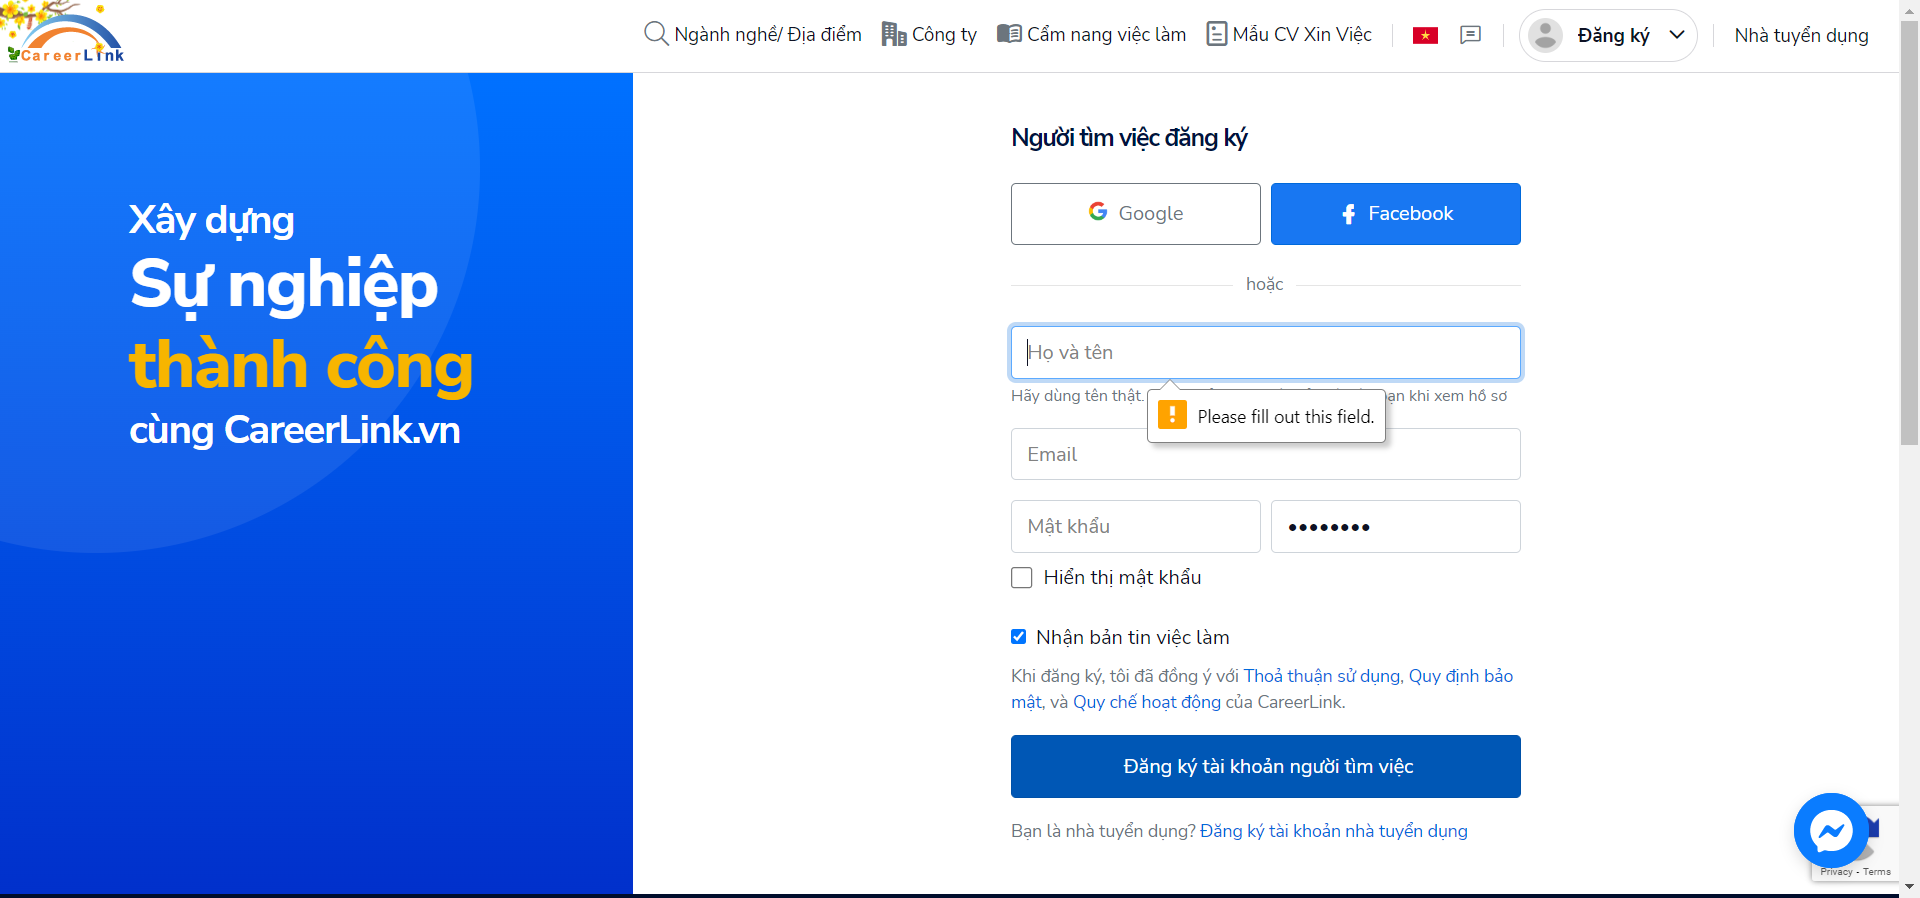 CareerLink
Ngành nghề/ Địa điểm
Công ty
Cẩm nang việc làm
Mẫu CV Xin Việc
Đăng ký
Nhà tuyển dụng
Xây dựng
Sự nghiệp
thành công
cùng CareerLink.vn
Người tìm việc đăng ký
Google
Facebook
hoặc
Họ và tên
Hãy dùng tên thật.
bạn khi xem hồ sơ
Please fill out this field.
Email
Mật khẩu
••••••••
Hiển thị mật khẩu
Nhận bản tin việc làm
Khi đăng ký, tôi đã đồng ý với Thoả thuận sử dụng, Quy định bảo
mật, và Quy chế hoạt động của CareerLink.
Đăng ký tài khoản người tìm việc
Bạn là nhà tuyển dụng? Đăng ký tài khoản nhà tuyển dụng
Privacy - Terms